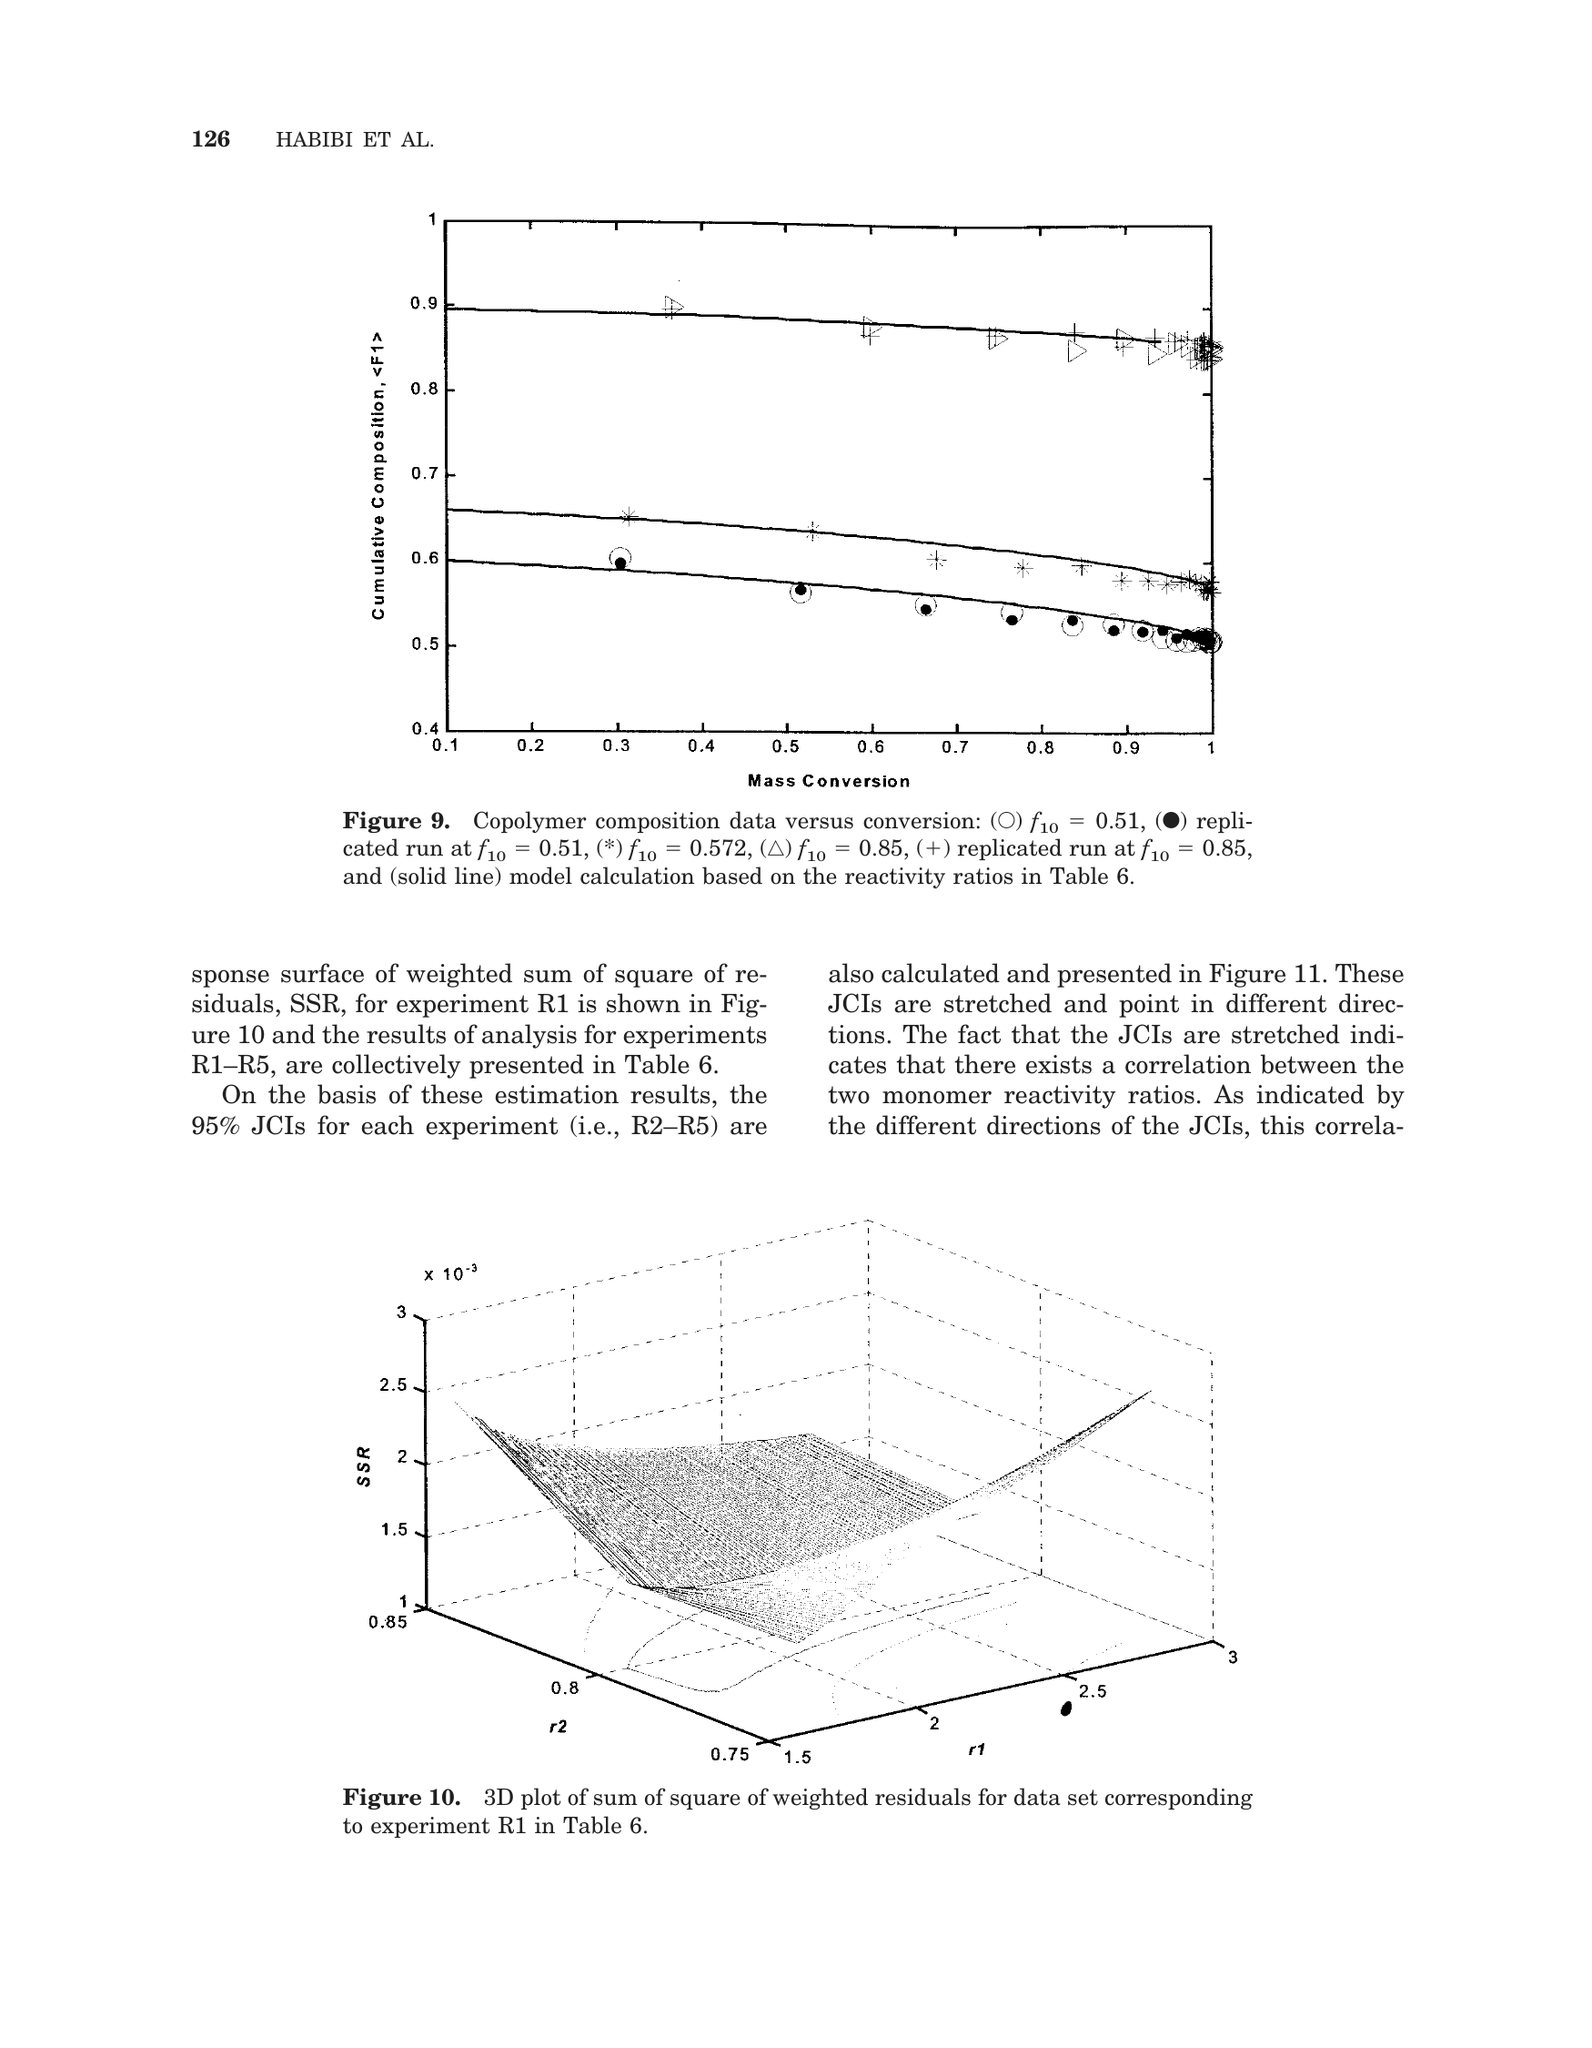 126 HABIBI ET AL.
1
0.9
0.8
0.7
0.6
0.5
0.4
Cumulative Composition, <F1>
0.1 0.2 0.3 0.4 0.5 0.6 0.7 0.8 0.9 1
Mass Conversion
Figure 9. Copolymer composition data versus conversion: (○) f10 = 0.51, (●) repli-
cated run at f10 = 0.51, (*) f10 = 0.572, (△) f10 = 0.85, (+) replicated run at f10 = 0.85,
and (solid line) model calculation based on the reactivity ratios in Table 6.
sponse surface of weighted sum of square of re-
siduals, SSR, for experiment R1 is shown in Fig-
ure 10 and the results of analysis for experiments
R1–R5, are collectively presented in Table 6.
On the basis of these estimation results, the
95% JCIs for each experiment (i.e., R2–R5) are
also calculated and presented in Figure 11. These
JCIs are stretched and point in different direc-
tions. The fact that the JCIs are stretched indi-
cates that there exists a correlation between the
two monomer reactivity ratios. As indicated by
the different directions of the JCIs, this correla-
x 10-3
3
2.5
2
1.5
1
SSR
0.85
0.8
0.75
r2
1.5
2
2.5
3
r1
Figure 10. 3D plot of sum of square of weighted residuals for data set corresponding
to experiment R1 in Table 6.